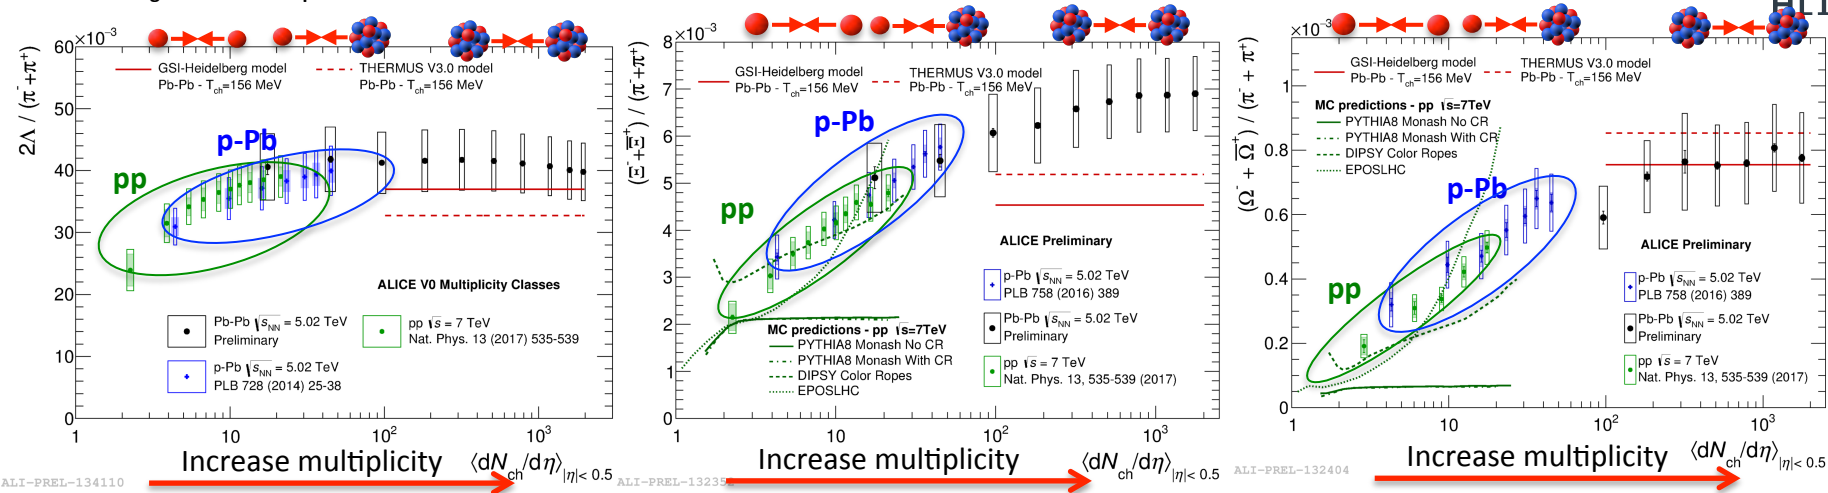 60
×10⁻³
GSI-Heidelberg model
Pb-Pb - T_ch=156 MeV
THERMUS V3.0 model
Pb-Pb - T_ch=156 MeV
2Λ / (π⁻+π⁺)
50
40
30
20
10
0
p-Pb
pp
ALICE V0 Multiplicity Classes
Pb-Pb √s_NN = 5.02 TeV
Preliminary
pp √s = 7 TeV
Nat. Phys. 13 (2017) 535-539
p-Pb √s_NN = 5.02 TeV
PLB 728 (2014) 25-38
1 10 10² 10³
Increase multiplicity
⟨dN_ch/dη⟩_|η|< 0.5
ALI-PREL-134110
8
×10⁻³
GSI-Heidelberg model
Pb-Pb - T_ch=156 MeV
THERMUS V3.0 model
Pb-Pb - T_ch=156 MeV
(Ξ⁻+Ξ̅⁺) / (π⁻+π⁺)
7
6
5
4
3
2
1
0
p-Pb
pp
ALICE Preliminary
p-Pb √s_NN = 5.02 TeV
PLB 758 (2016) 389
Pb-Pb √s_NN = 5.02 TeV
Preliminary
pp √s = 7 TeV
Nat. Phys. 13, 535-539 (2017)
MC predictions - pp √s=7TeV
PYTHIA8 Monash No CR
PYTHIA8 Monash With CR
DIPSY Color Ropes
EPOSLHC
1 10 10² 10³
Increase multiplicity
⟨dN_ch/dη⟩_|η|< 0.5
×10⁻³
GSI-Heidelberg model
Pb-Pb - T_ch=156 MeV
THERMUS V3.0 model
Pb-Pb - T_ch=156 MeV
(Ω⁻ + Ω̅⁺) / (π⁻ + π⁺)
1
0.8
0.6
0.4
0.2
0
MC predictions - pp √s=7TeV
PYTHIA8 Monash No CR
PYTHIA8 Monash With CR
DIPSY Color Ropes
EPOSLHC
p-Pb
pp
ALICE Preliminary
p-Pb √s_NN = 5.02 TeV
PLB 758 (2016) 389
Pb-Pb √s_NN = 5.02 TeV
Preliminary
pp √s = 7 TeV
Nat. Phys. 13, 535-539 (2017)
1 10 10² 10³
Increase multiplicity
⟨dN_ch/dη⟩_|η|< 0.5
ALI-PREL-132404